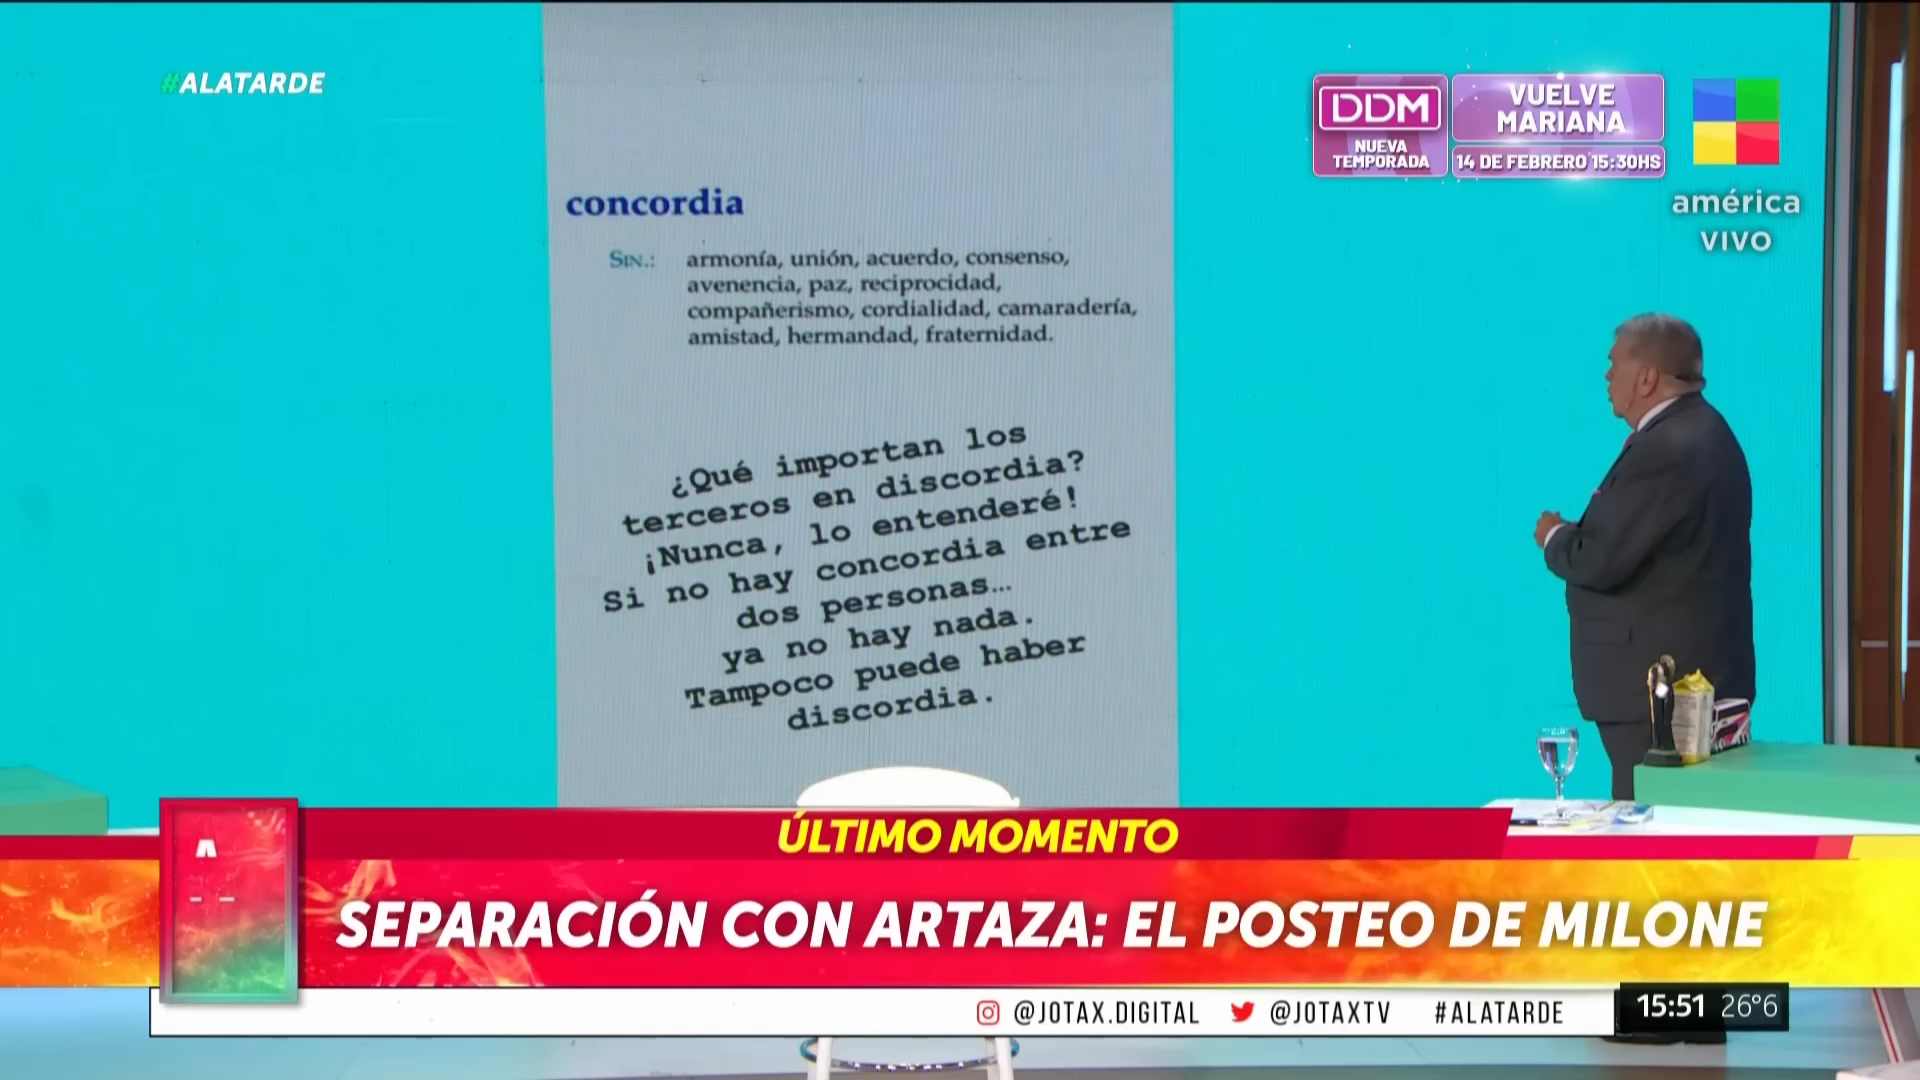 #ALATARDE
DDM
NUEVA
TEMPORADA
VUELVE
MARIANA
14 DE FEBRERO 15:30HS
américa
VIVO
concordia
SIN.: armonía, unión, acuerdo, consenso,
avenencia, paz, reciprocidad,
compañerismo, cordialidad, camaradería,
amistad, hermandad, fraternidad.
¿Qué importan los
terceros en discordia?
¡Nunca, lo entenderé!
Si no hay concordia entre
dos personas…
ya no hay nada.
Tampoco puede haber
discordia.
ÚLTIMO MOMENTO
SEPARACIÓN CON ARTAZA: EL POSTEO DE MILONE
@JOTAX.DIGITAL @JOTAXTV #ALATARDE
15:51 26°6